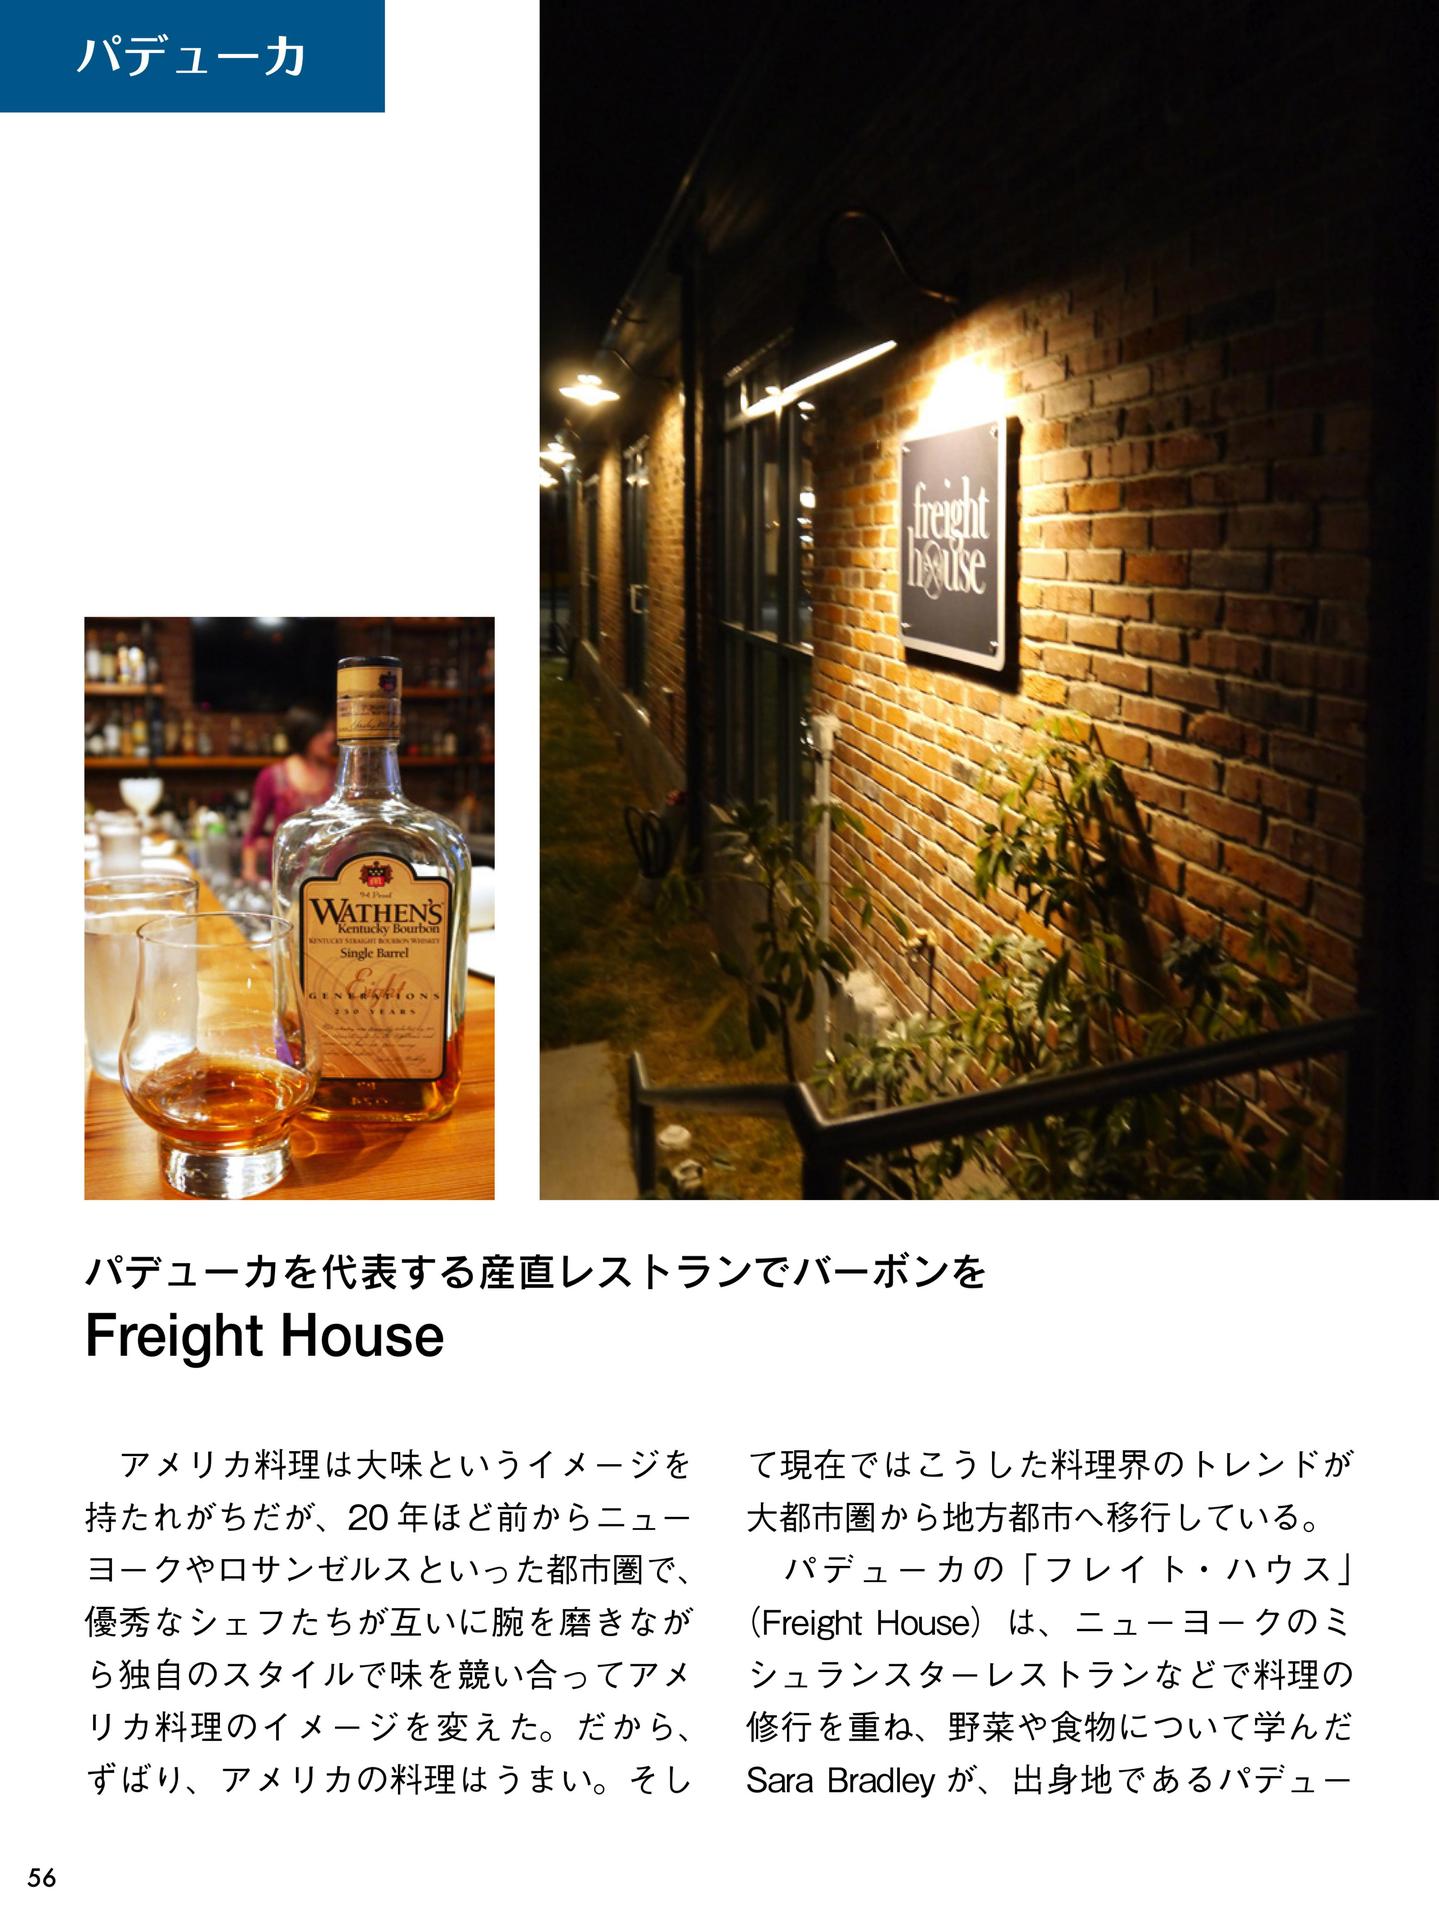 パデューカ
freight
house
94 Proof
WATHEN'S
Kentucky Bourbon
KENTUCKY STRAIGHT BOURBON WHISKEY
Single Barrel
Eight
GENERATIONS
250 YEARS
パデューカを代表する産直レストランでバーボンを
Freight House
アメリカ料理は大味というイメージを
持たれがちだが、20 年ほど前からニュー
ヨークやロサンゼルスといった都市圏で、
優秀なシェフたちが互いに腕を磨きなが
ら独自のスタイルで味を競い合ってアメ
リカ料理のイメージを変えた。だから、
ずばり、アメリカの料理はうまい。そし
て現在ではこうした料理界のトレンドが
大都市圏から地方都市へ移行している。
パデューカの「フレイト・ハウス」
（Freight House）は、ニューヨークのミ
シュランスターレストランなどで料理の
修行を重ね、野菜や食物について学んだ
Sara Bradley が、出身地であるパデュー
56